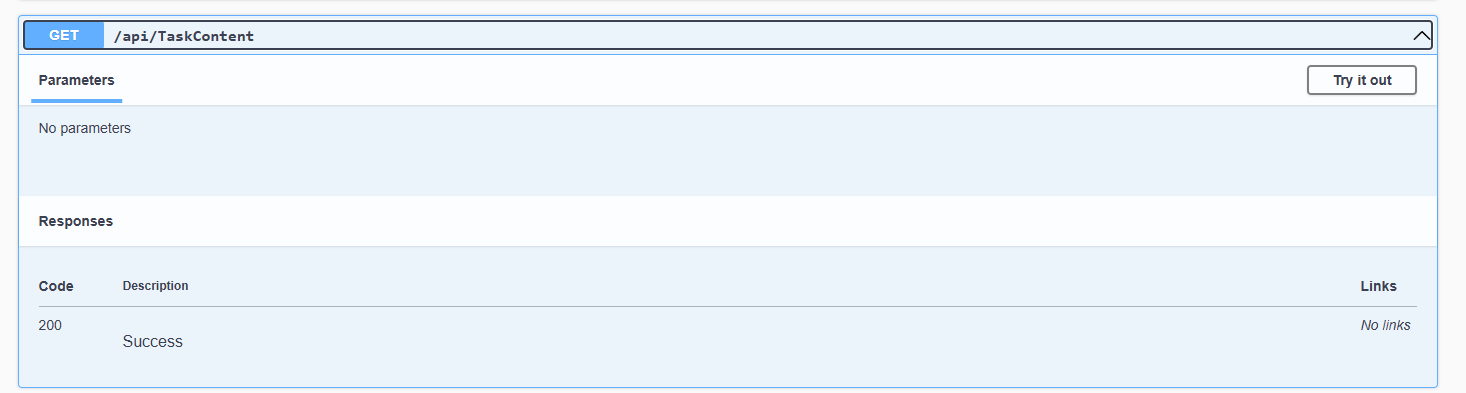 GET /api/TaskContent
Parameters Try it out
No parameters
Responses
Code Description Links
200 Success No links